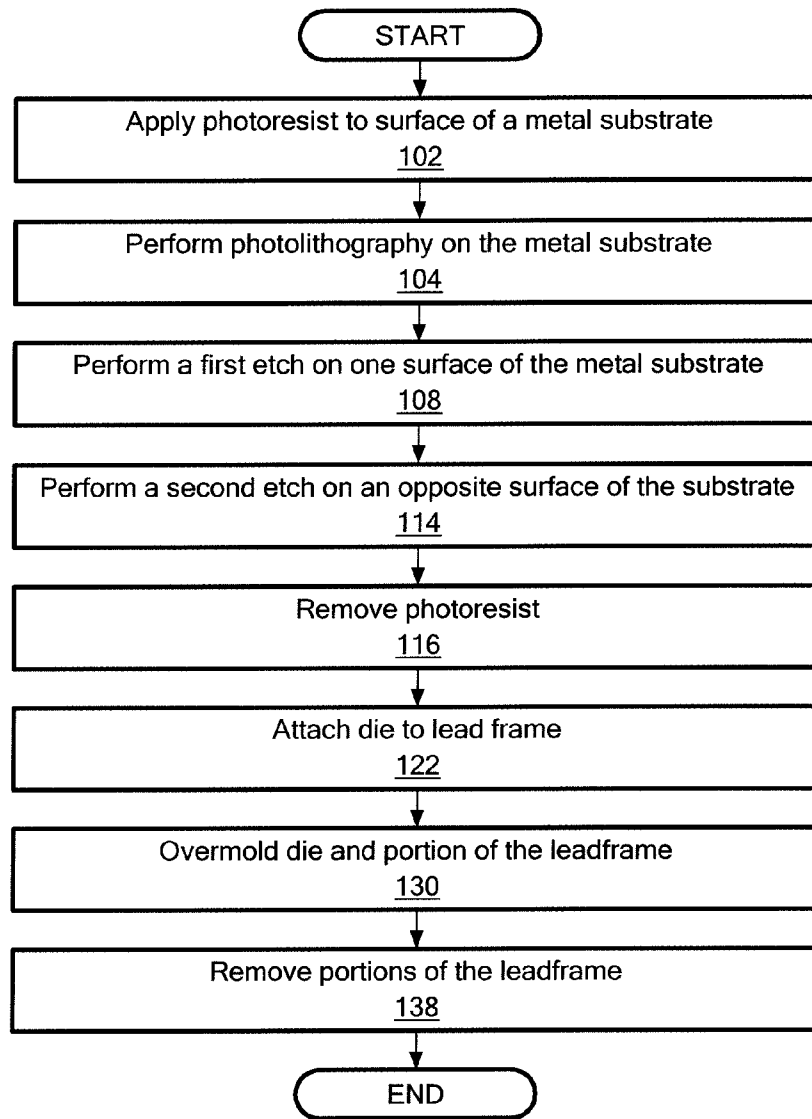 START
Apply photoresist to surface of a metal substrate
102
Perform photolithography on the metal substrate
104
Perform a first etch on one surface of the metal substrate
108
Perform a second etch on an opposite surface of the substrate
114
Remove photoresist
116
Attach die to lead frame
122
Overmold die and portion of the leadframe
130
Remove portions of the leadframe
138
END